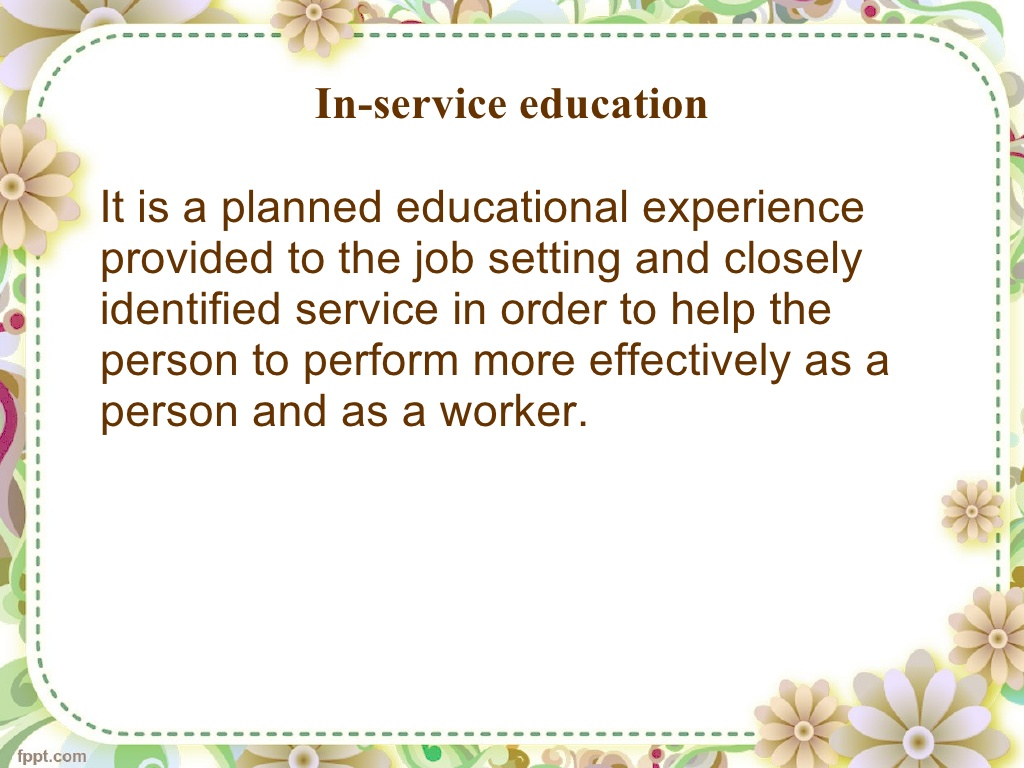 In-service education
It is a planned educational experience
provided to the job setting and closely
identified service in order to help the
person to perform more effectively as a
person and as a worker.
fppt.com